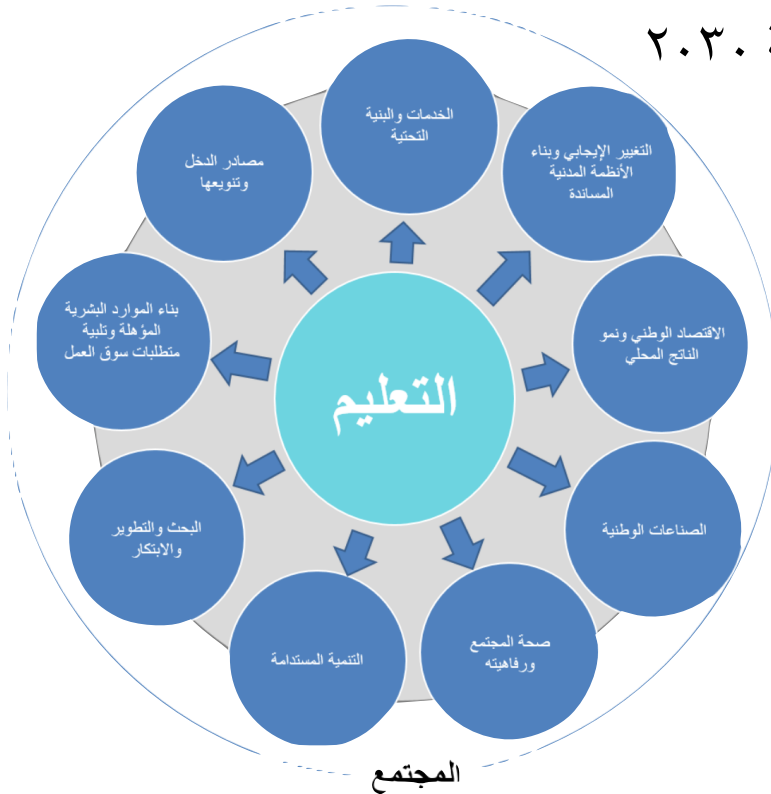 ٢٠٣٠
الخدمات والبنية
التحتية
التغيير الإيجابي وبناء
الأنظمة المدنية
المساندة
الاقتصاد الوطني ونمو
الناتج المحلي
الصناعات الوطنية
صحة المجتمع
ورفاهيته
التنمية المستدامة
البحث والتطوير
والابتكار
بناء الموارد البشرية
المؤهلة وتلبية
متطلبات سوق العمل
مصادر الدخل
وتنويعها
التعليم
المجتمع